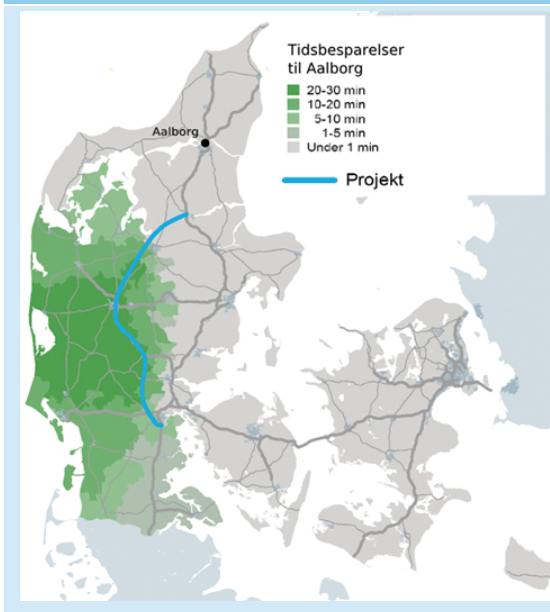 Tidsbesparelser
til Aalborg
20-30 min
10-20 min
5-10 min
1-5 min
Under 1 min
Projekt
Aalborg